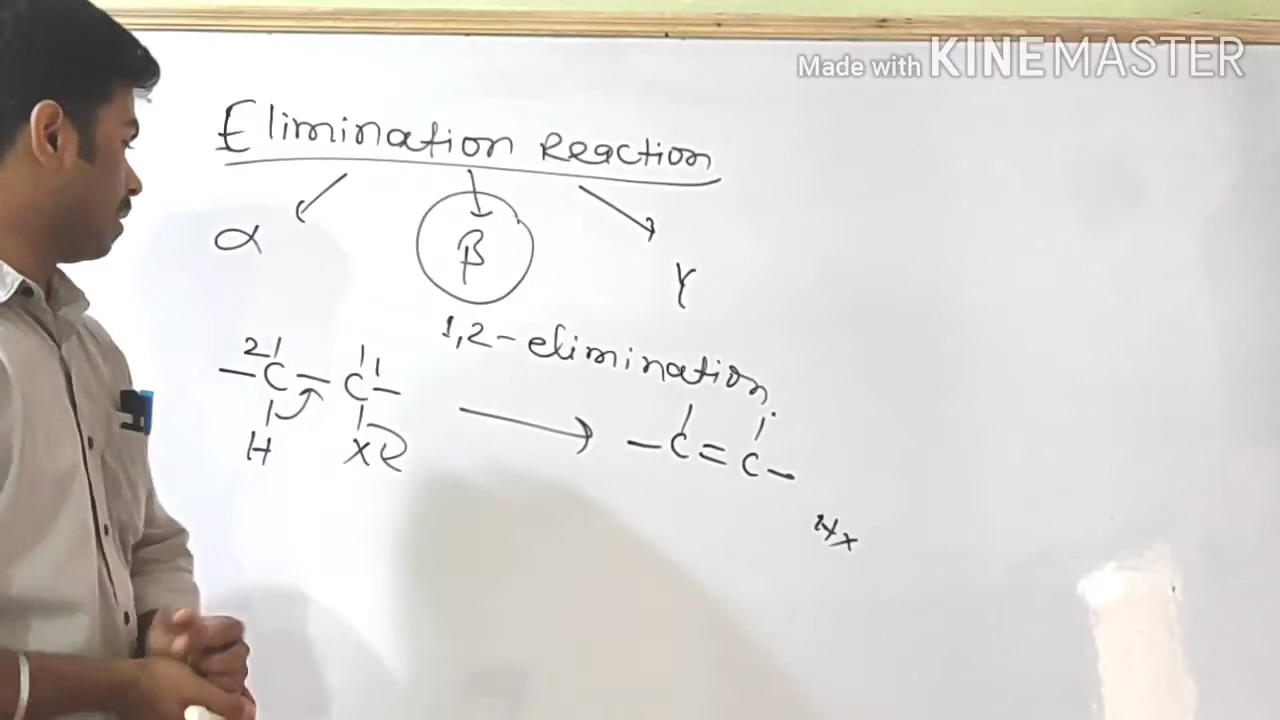 Made with KINEMASTER
Elimination Reaction
α β γ
1,2-elimination
2 1
-C-C- -C=C-
H X
HX